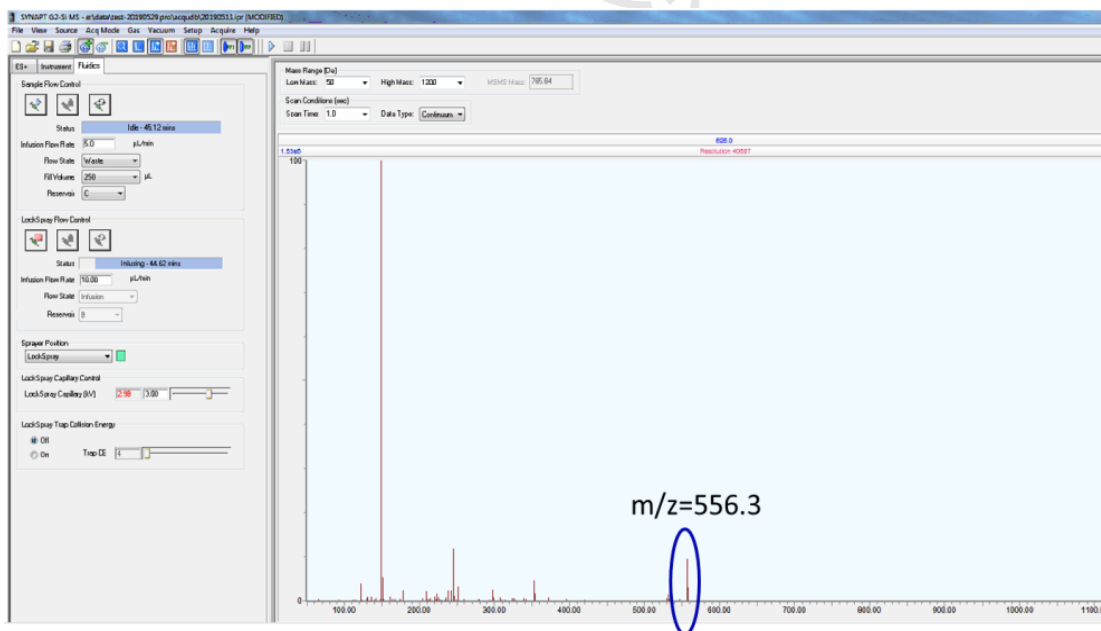 SYNAPT G2-Si MS - e:\data\test-20190529.pro\acqudb\20190511.ipr (MODIFIED)
File View Source Acq Mode Gas Vacuum Setup Acquire Help
ES+ Instrument Fluidics
Sample Flow Control
Status Idle - 45.12 mins
Infusion Flow Rate 5.0 µL/min
Flow State Waste
Fill Volume 250 µL
Reservoir C
LockSpray Flow Control
Status Infusing - 44.62 mins
Infusion Flow Rate 10.00 µL/min
Flow State Infusion
Reservoir B
Sprayer Position
LockSpray
LockSpray Capillary Control
LockSpray Capillary (kV) 2.98 3.00
LockSpray Trap Collision Energy
Off
On Trap CE 4
Mass Range (Da)
Low Mass: 50 High Mass: 1200 MSMS Mass: 785.84
Scan Conditions (sec)
Scan Time: 1.0 Data Type: Continuum
Resolution 40687
100
m/z=556.3
0
100.00 200.00 300.00 400.00 500.00 600.00 700.00 800.00 900.00 1000.00 1100.